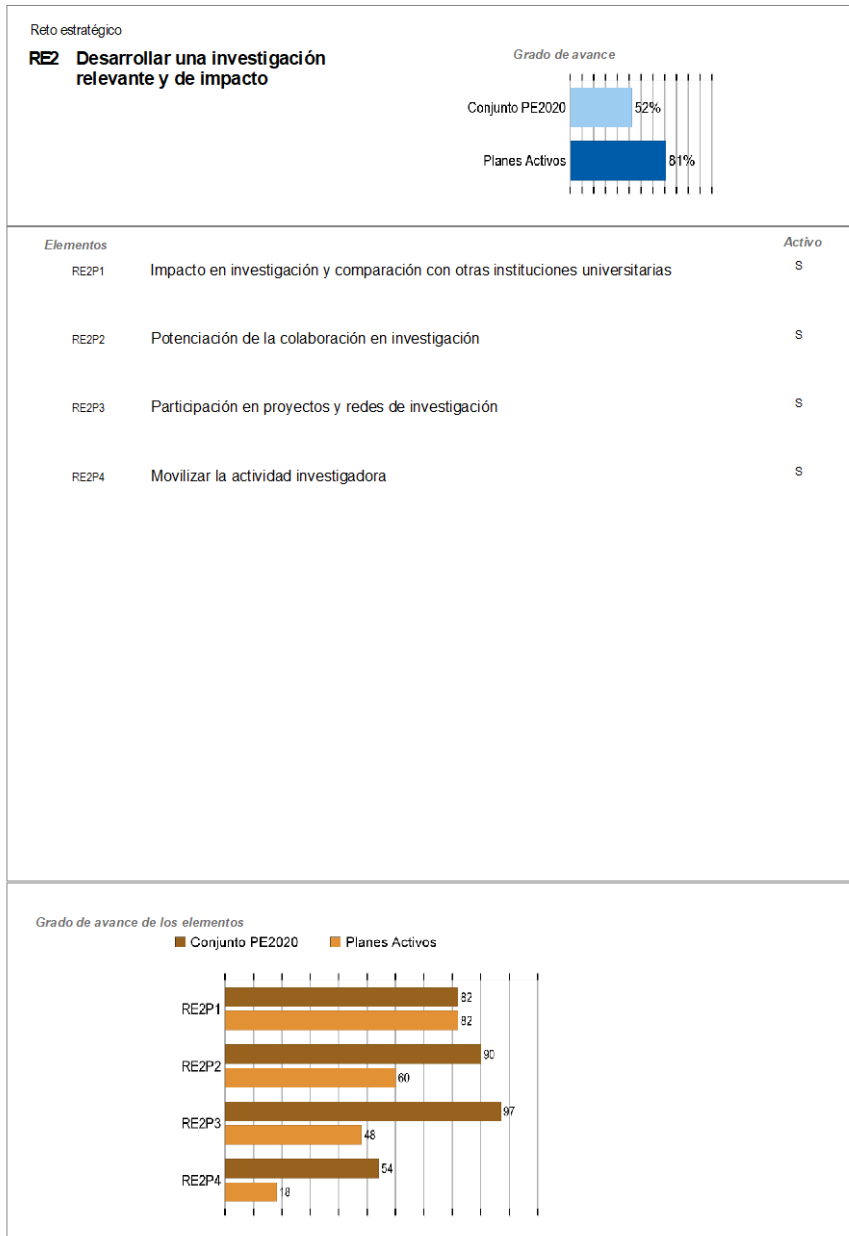 Reto estratégico
RE2 Desarrollar una investigación
relevante y de impacto
Grado de avance
Conjunto PE2020 52%
Planes Activos 81%
Elementos Activo
RE2P1 Impacto en investigación y comparación con otras instituciones universitarias S
RE2P2 Potenciación de la colaboración en investigación S
RE2P3 Participación en proyectos y redes de investigación S
RE2P4 Movilizar la actividad investigadora S
Grado de avance de los elementos
Conjunto PE2020 Planes Activos
RE2P1 82
82
RE2P2 90
60
RE2P3 97
48
RE2P4 54
18